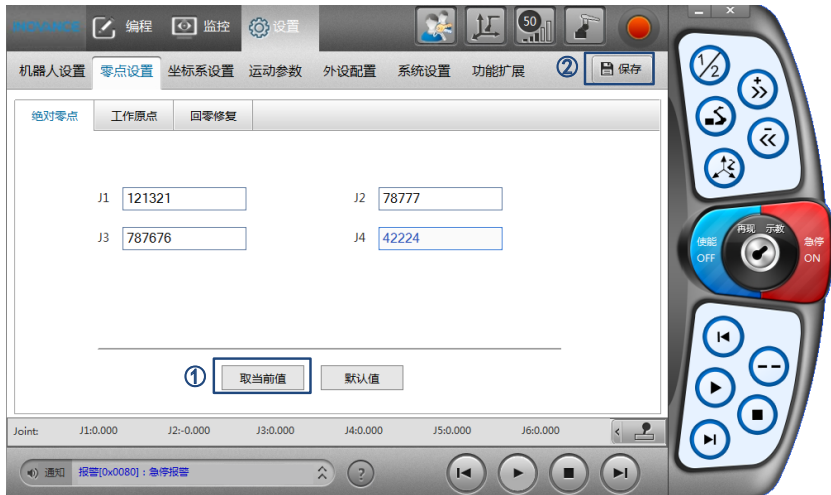 INOVANCE 编程 监控 设置 50
机器人设置 零点设置 坐标系设置 运动参数 外设配置 系统设置 功能扩展 ② 保存
绝对零点 工作原点 回零修复
J1 121321 J2 78777
J3 787676 J4 42224
① 取当前值 默认值
Joint: J1:0.000 J2:-0.000 J3:0.000 J4:0.000 J5:0.000 J6:0.000
通知 报警[0x0080]：急停报警 ?
1/2
使能 OFF 再现 示教 急停 ON